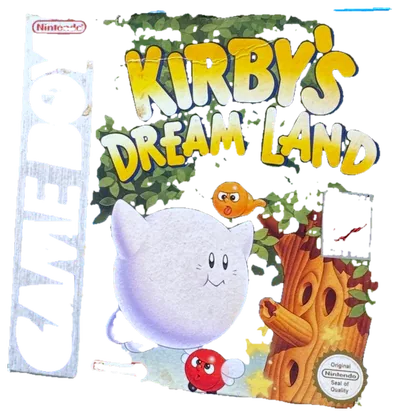 Nintendo
GAME BOY
KIRBY'S
DREAM LAND
Original
Nintendo
Seal of
Quality